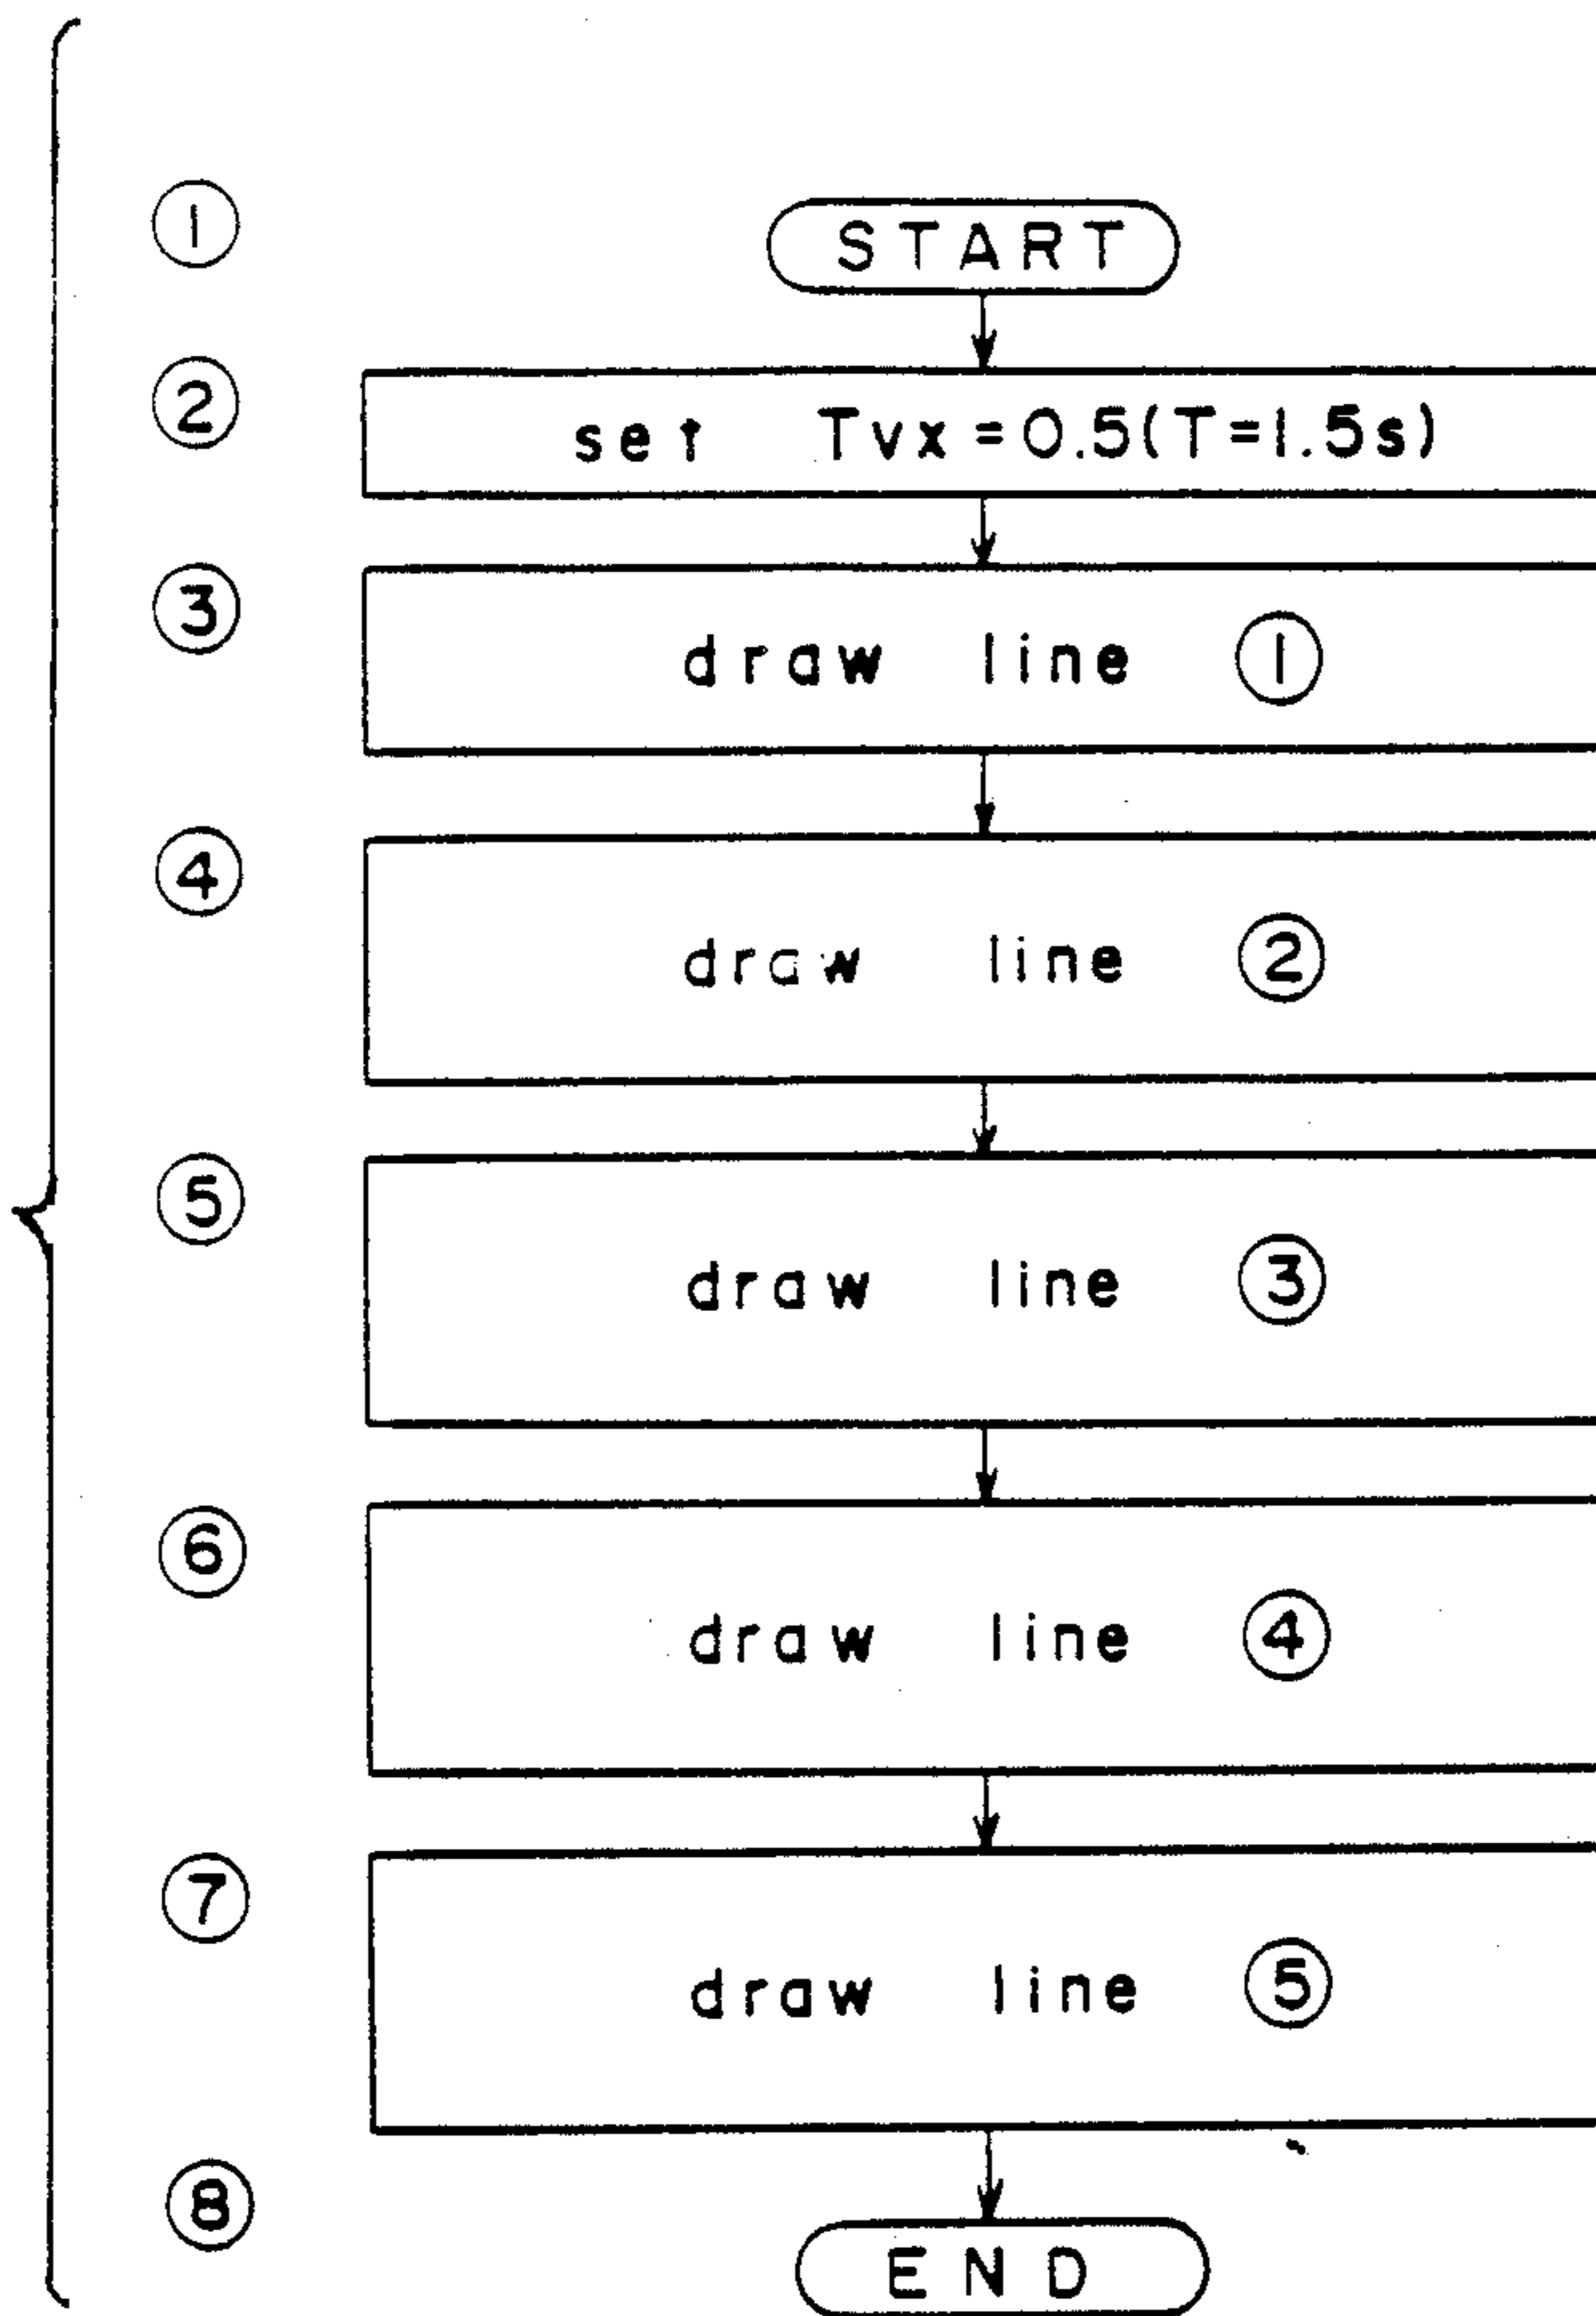 ① START
② set Tvx=0.5(T=1.5s)
③
draw line ①
④
draw line ②
⑤
draw line ③
⑥
draw line ④
⑦
draw line ⑤
⑧
END